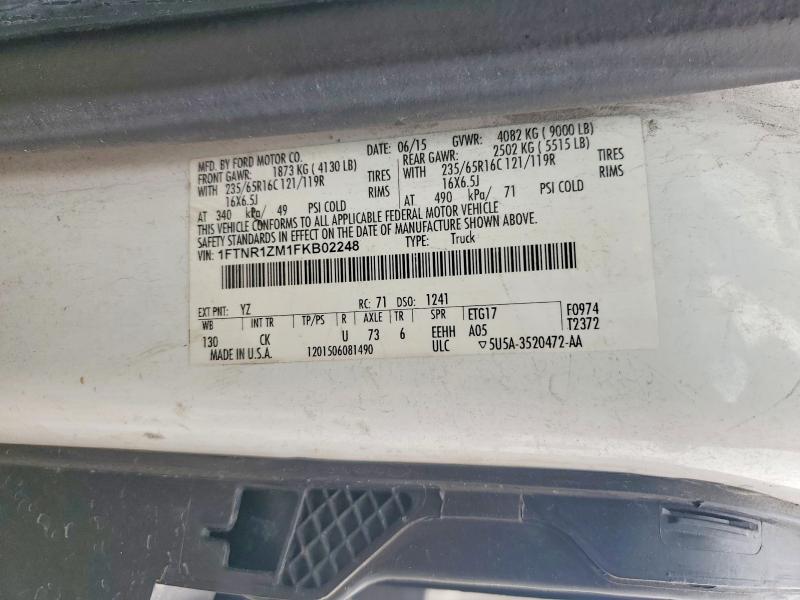 MFD. BY FORD MOTOR CO. DATE: 06/15 GVWR: 4082 KG ( 9000 LB)
FRONT GAWR: 1873 KG ( 4130 LB) REAR GAWR: 2502 KG ( 5515 LB)
WITH 235/65R16C 121/119R TIRES WITH 235/65R16C 121/119R TIRES
16X6.5J RIMS 16X6.5J RIMS
AT 340 kPa/ 49 PSI COLD AT 490 kPa/ 71 PSI COLD
THIS VEHICLE CONFORMS TO ALL APPLICABLE FEDERAL MOTOR VEHICLE
SAFETY STANDARDS IN EFFECT ON THE DATE OF MANUFACTURE SHOWN ABOVE.
VIN: 1FTNR1ZM1FKB02248 TYPE: Truck
EXT PNT: YZ RC: 71 DSO: 1241
WB INT TR TP/PS R AXLE TR SPR ETG17 F0974
130 CK U 73 6 EEHH A05 T2372
MADE IN U.S.A. 1201506081490 ULC ▽5U5A-3520472-AA